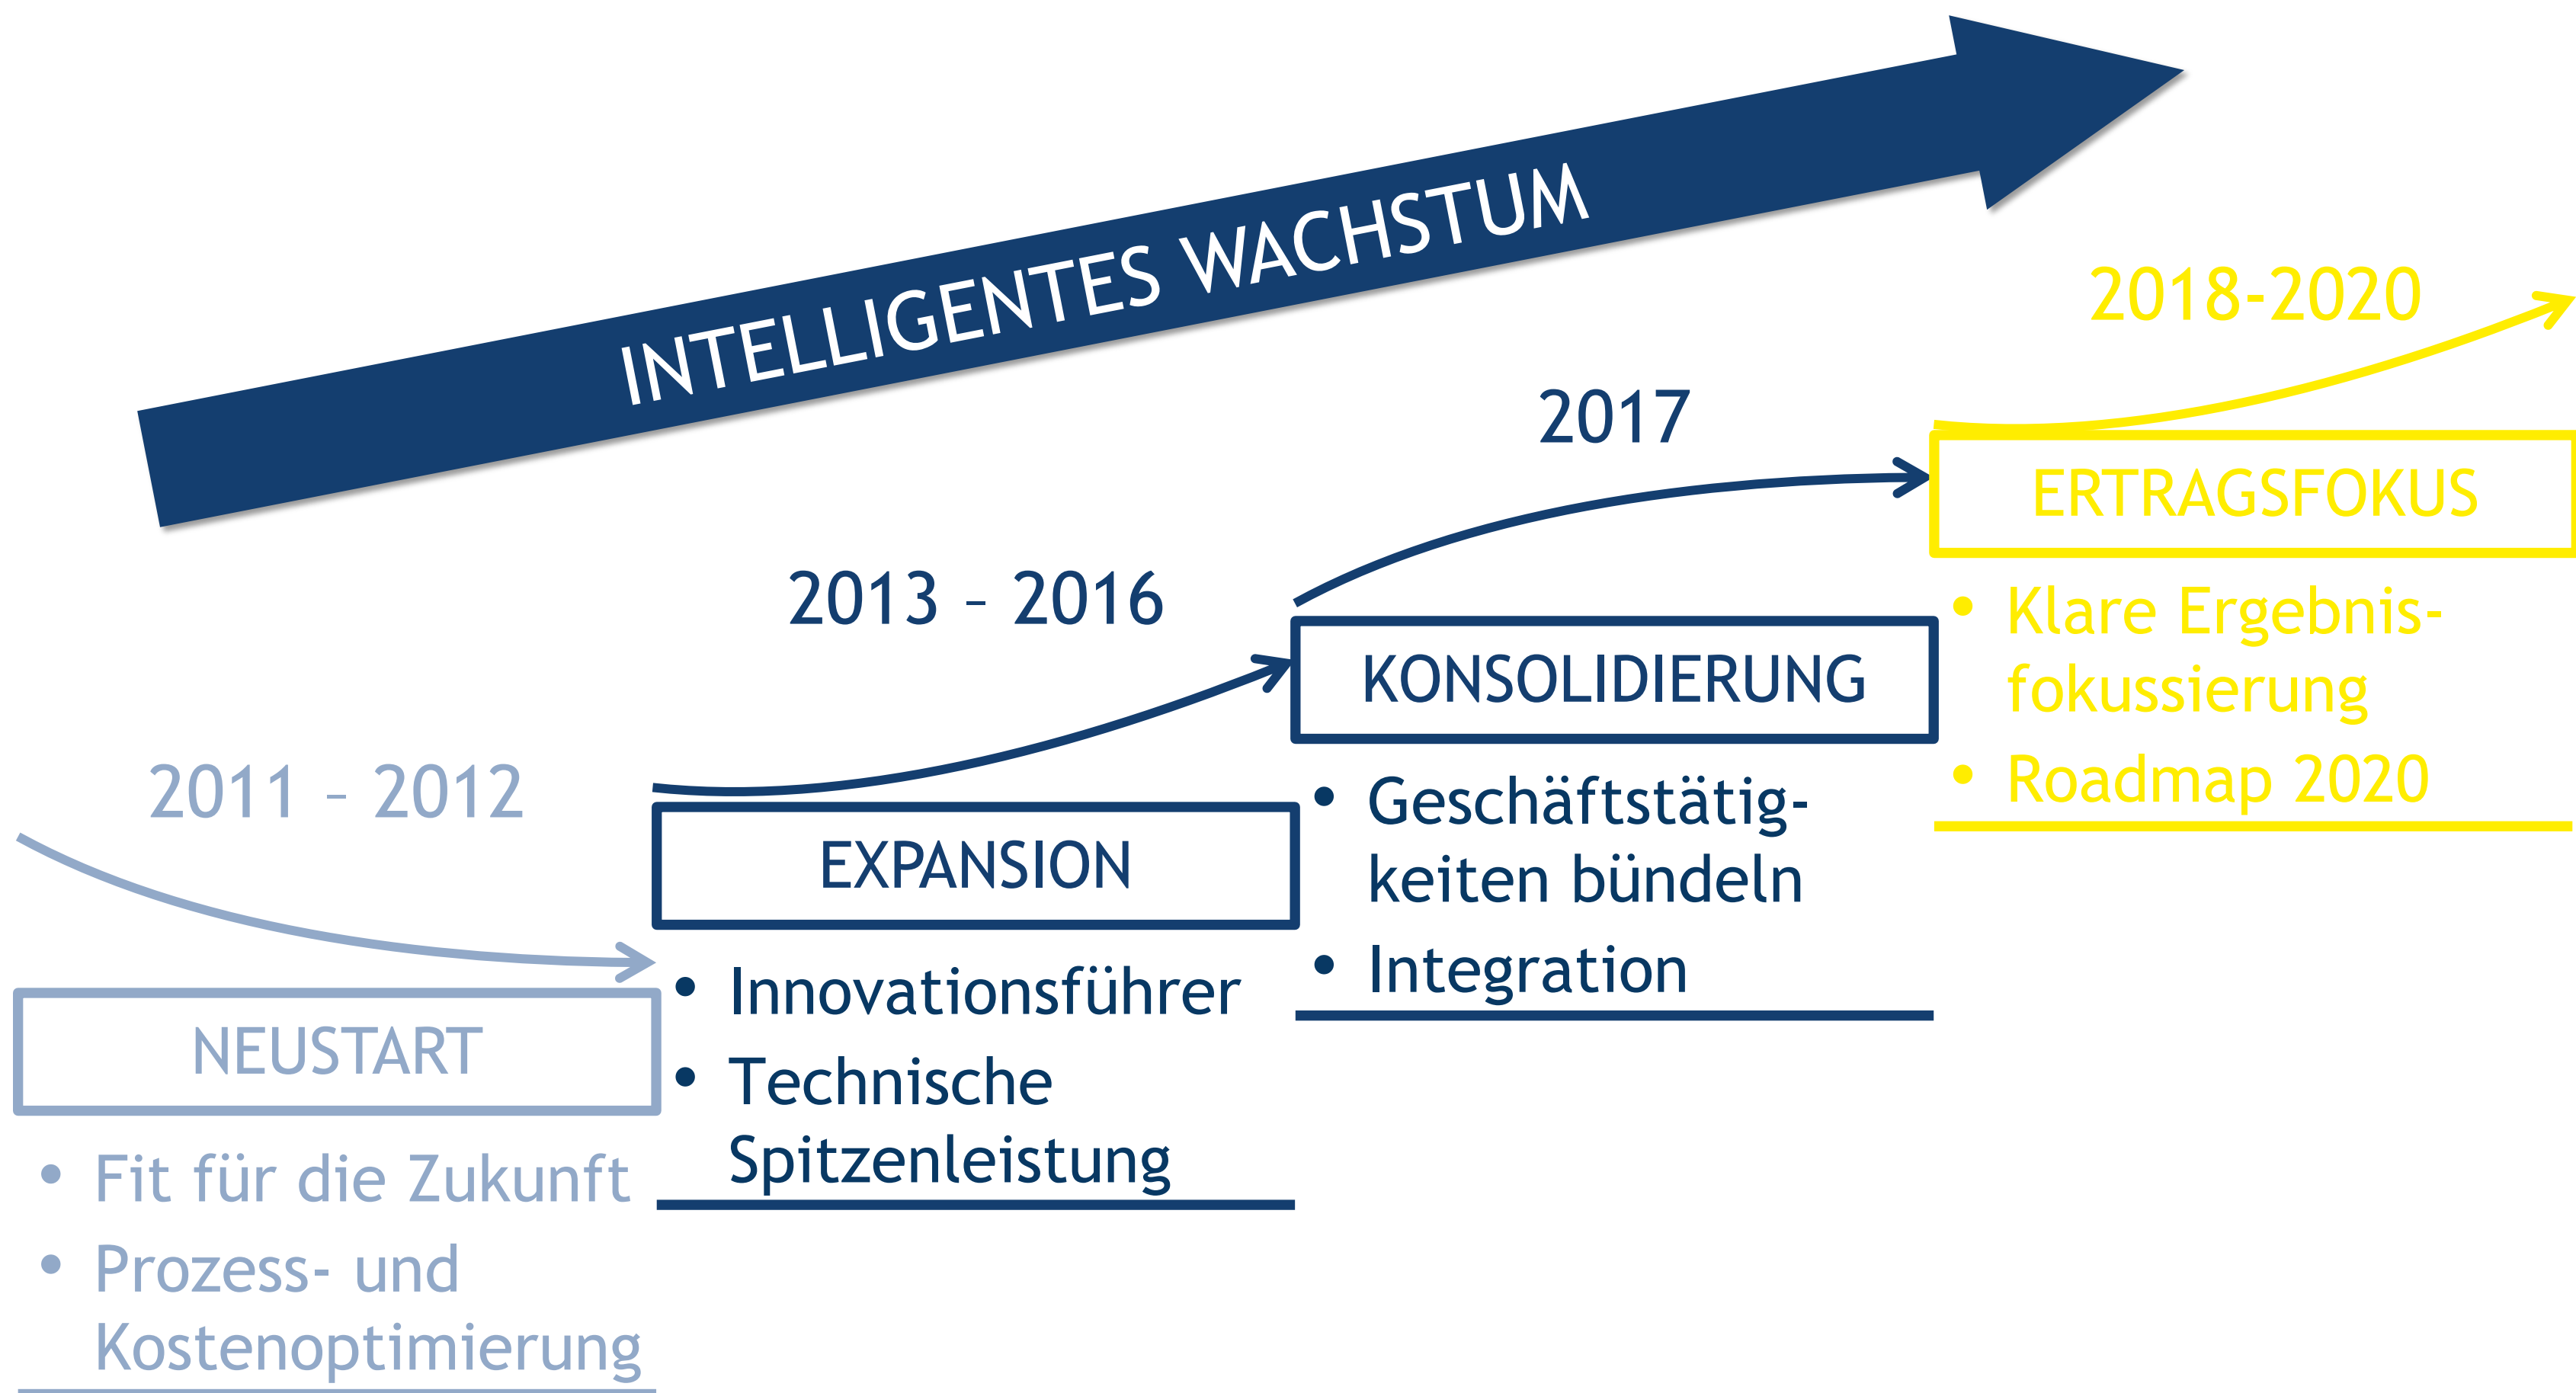 INTELLIGENTES WACHSTUM
2011 – 2012
NEUSTART
• Fit für die Zukunft
• Prozess- und
Kostenoptimierung
2013 – 2016
EXPANSION
• Innovationsführer
• Technische
Spitzenleistung
2017
KONSOLIDIERUNG
• Geschäftstätig-
keiten bündeln
• Integration
2018-2020
ERTRAGSFOKUS
• Klare Ergebnis-
fokussierung
• Roadmap 2020